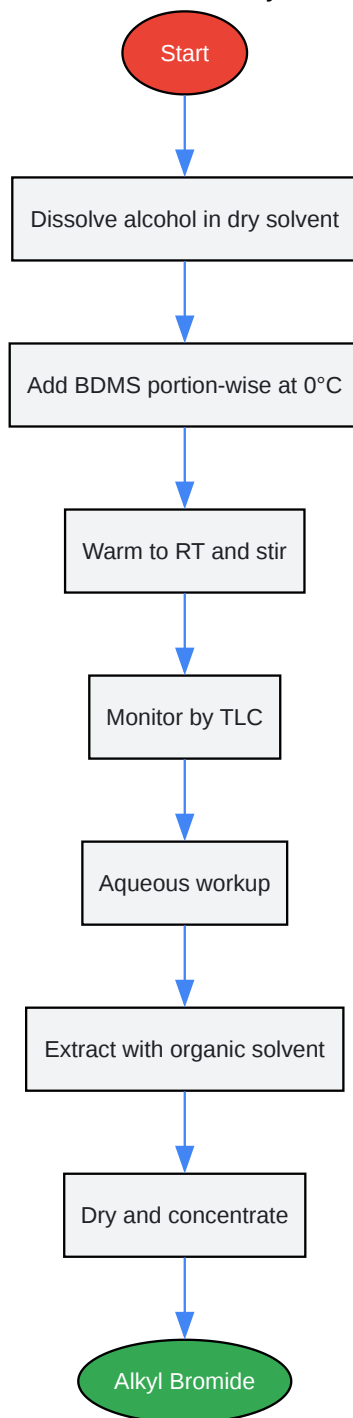 Start
Dissolve alcohol in dry solvent
Add BDMS portion-wise at 0°C
Warm to RT and stir
Monitor by TLC
Aqueous workup
Extract with organic solvent
Dry and concentrate
Alkyl Bromide